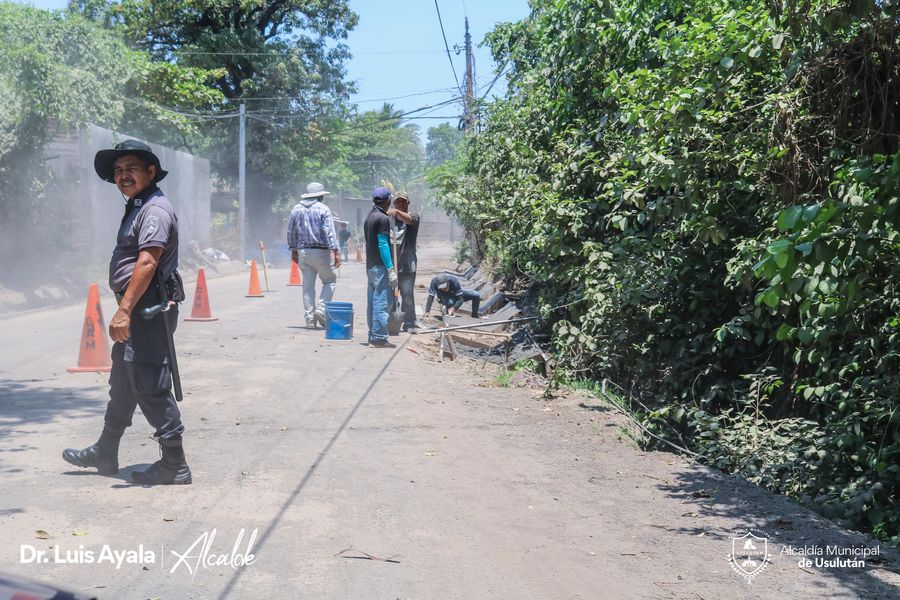 Dr. Luis Ayala
Alcalde
Alcaldía Municipal
de Usulután